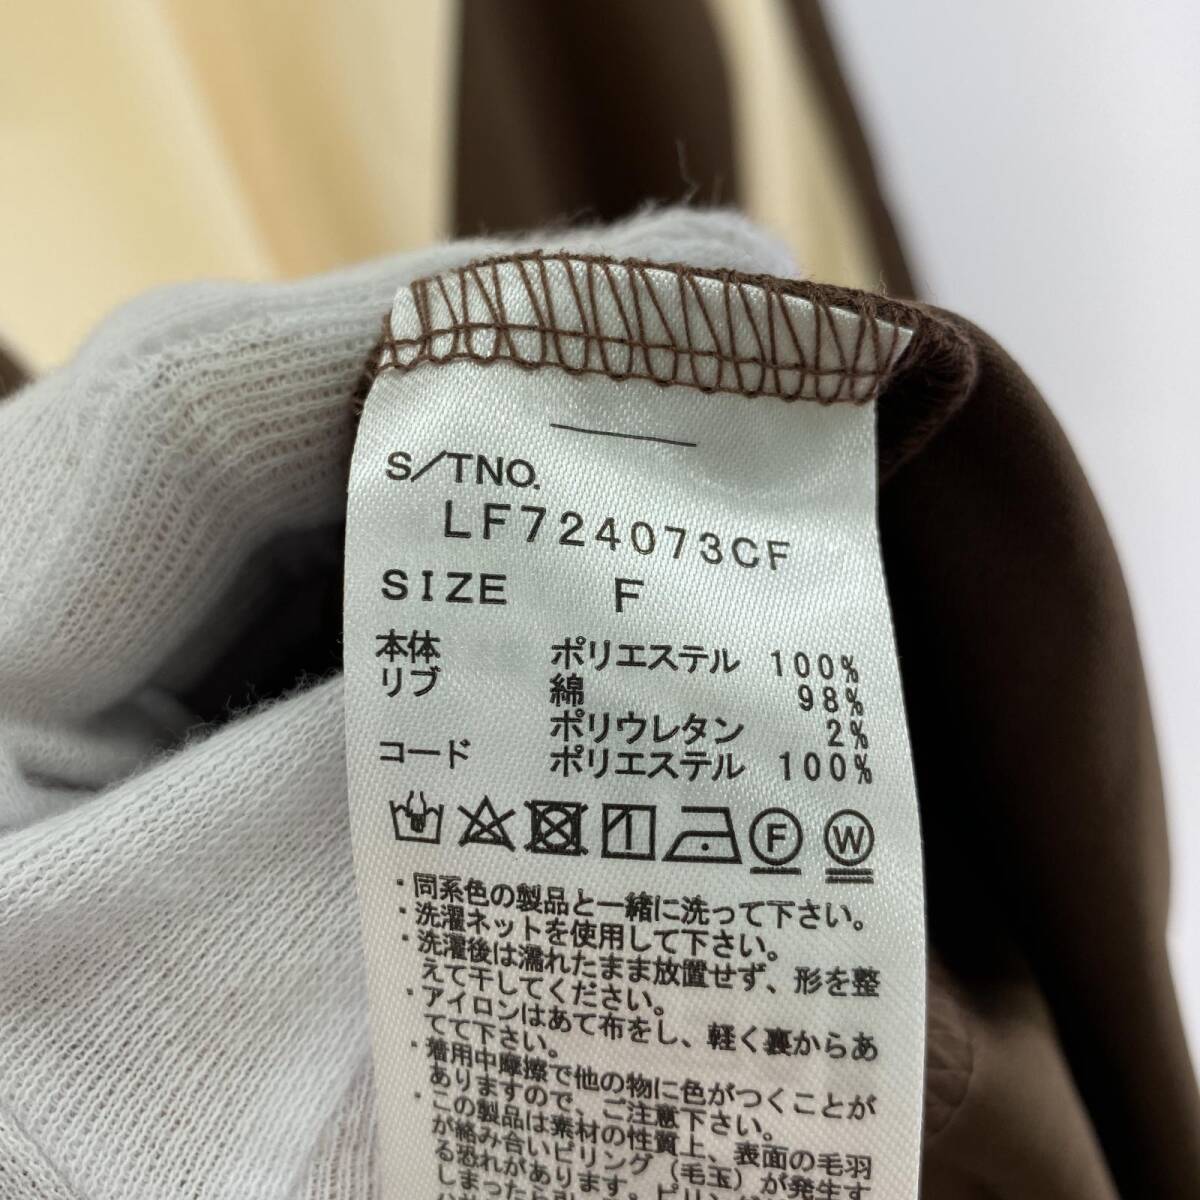 S/TNO.
LF724073CF
SIZE F
本体 ポリエステル 100%
リブ 綿 98%
ポリウレタン 2%
コード ポリエステル 100%
F W
・同系色の製品と一緒に洗って下さい。
・洗濯ネットを使用して下さい。
・洗濯後は濡れたまま放置せず、形を整
えて干してください。
・アイロンはあて布をし、軽く裏からあ
てて下さい。
・着用中摩擦で他の物に色がつくことが
ありますので、ご注意下さい。
・この製品は素材の性質上、表面の毛羽
が絡み合いピリング(毛玉)が発生す
る恐れがあります。
しまったら